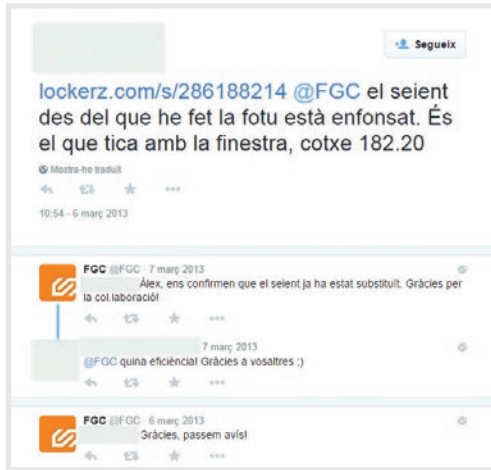 Segueix
lockerz.com/s/286188214 @FGC el seient
des del que he fet la fotu està enfonsat. És
el que tica amb la finestra, cotxe 182.20
Mostra-ho traduït
10:54 - 6 març 2013
FGC @FGC · 7 març 2013
Àlex, ens confirmen que el seient ja ha estat substituït. Gràcies per
la col.laboració!
7 març 2013
@FGC quina eficiència! Gràcies a vosaltres ;)
FGC @FGC · 6 març 2013
Gràcies, passem avís!